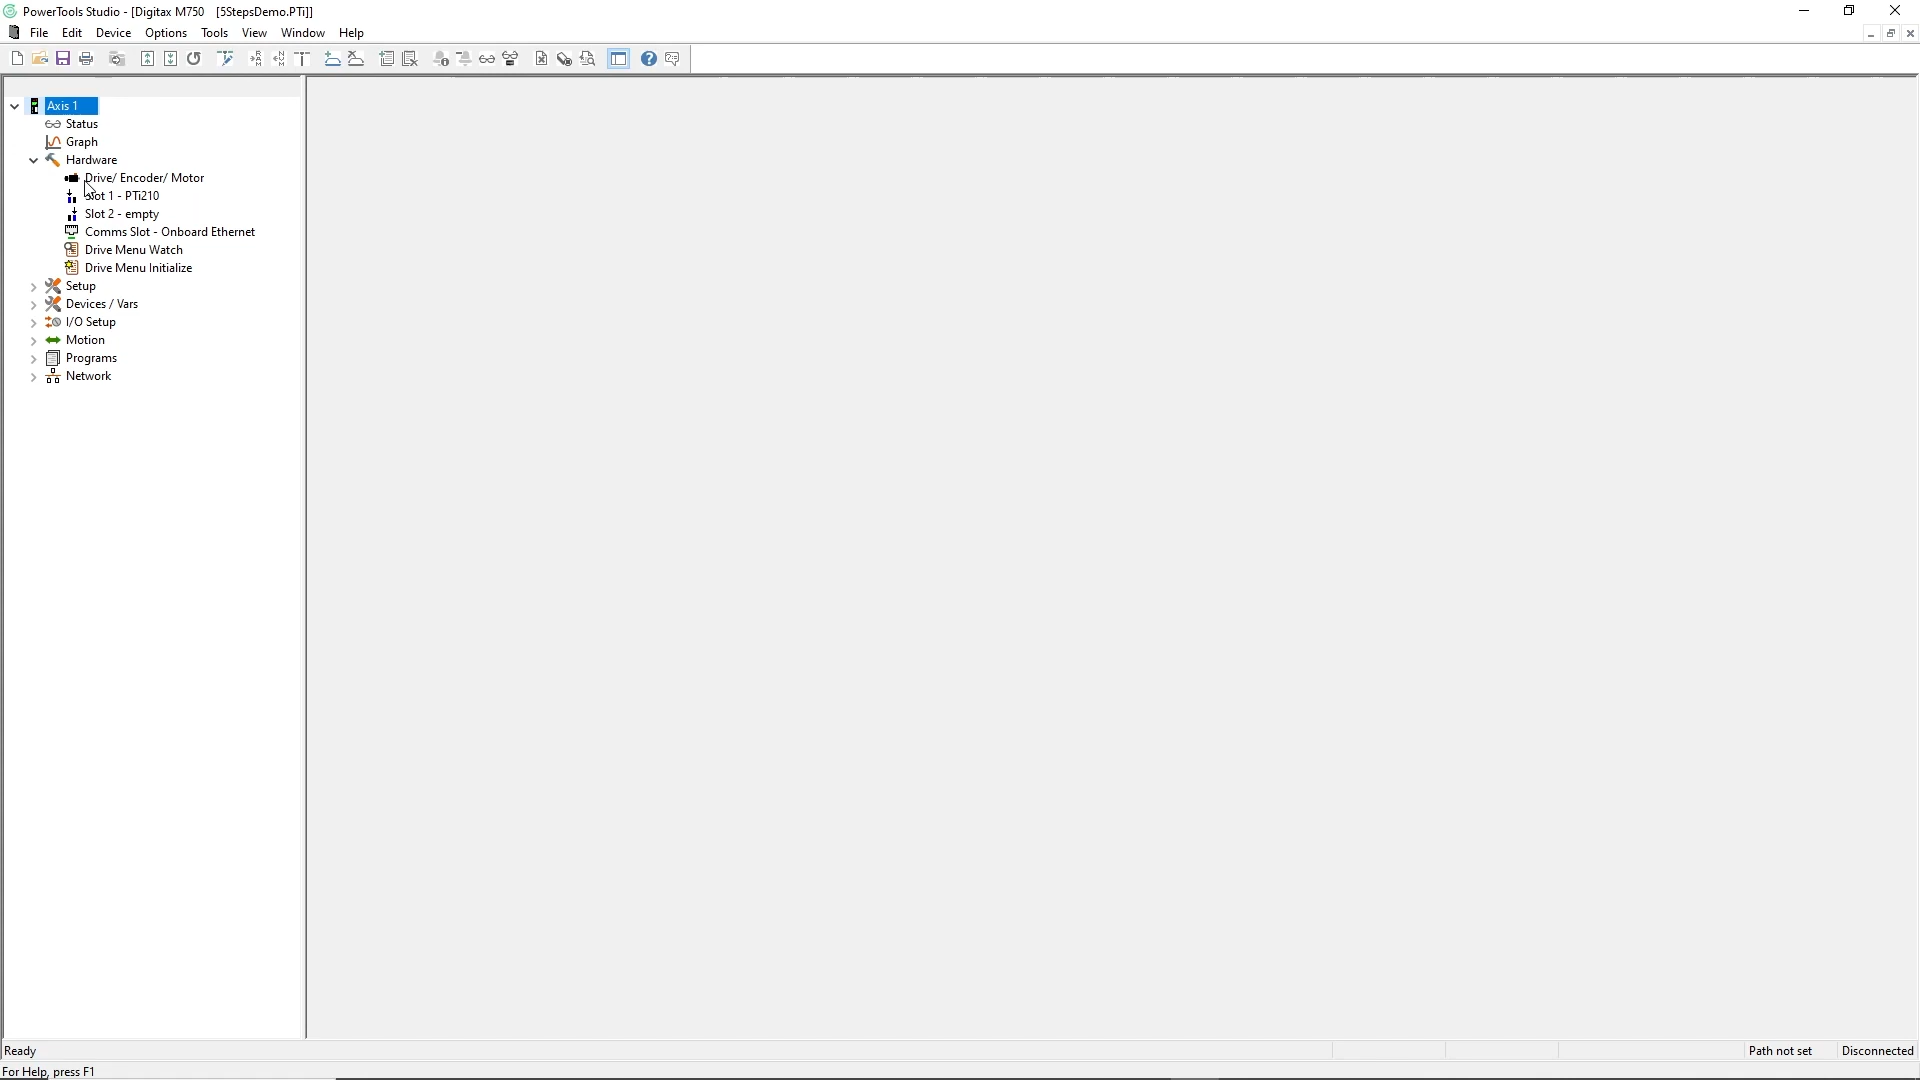 PowerTools Studio - [Digitax M750 [5StepsDemo.PTi]]
File Edit Device Options Tools View Window Help
Axis 1
Status
Graph
Hardware
Drive/ Encoder/ Motor
Slot 1 - PTi210
Slot 2 - empty
Comms Slot - Onboard Ethernet
Drive Menu Watch
Drive Menu Initialize
Setup
Devices / Vars
I/O Setup
Motion
Programs
Network
Ready Path not set Disconnected
For Help, press F1